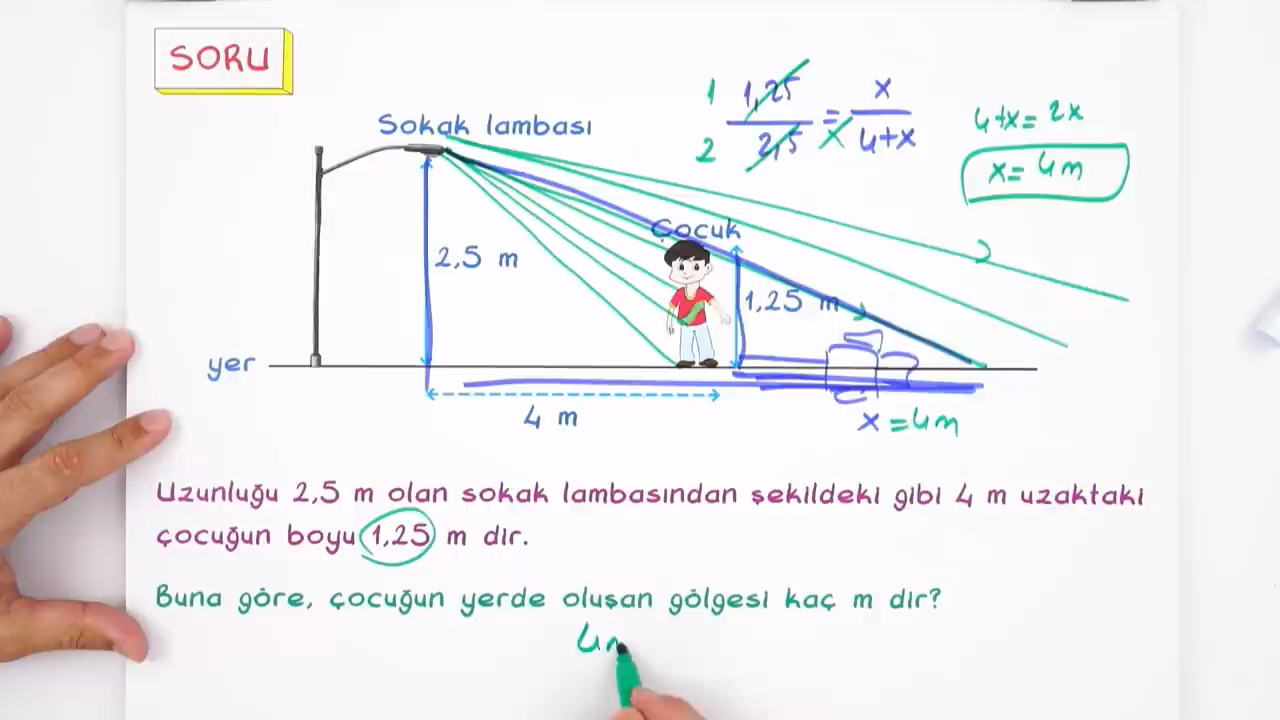 SORU
Sokak lambası
1 1,25 = x
2 2,5 4+x
4+x = 2x
x = 4m
Çocuk
2,5 m
1,25 m
yer
4 m
x = 4m
Uzunluğu 2,5 m olan sokak lambasından şekildeki gibi 4 m uzaktaki
çocuğun boyu 1,25 m dir.
Buna göre, çocuğun yerde oluşan gölgesi kaç m dir?
4m